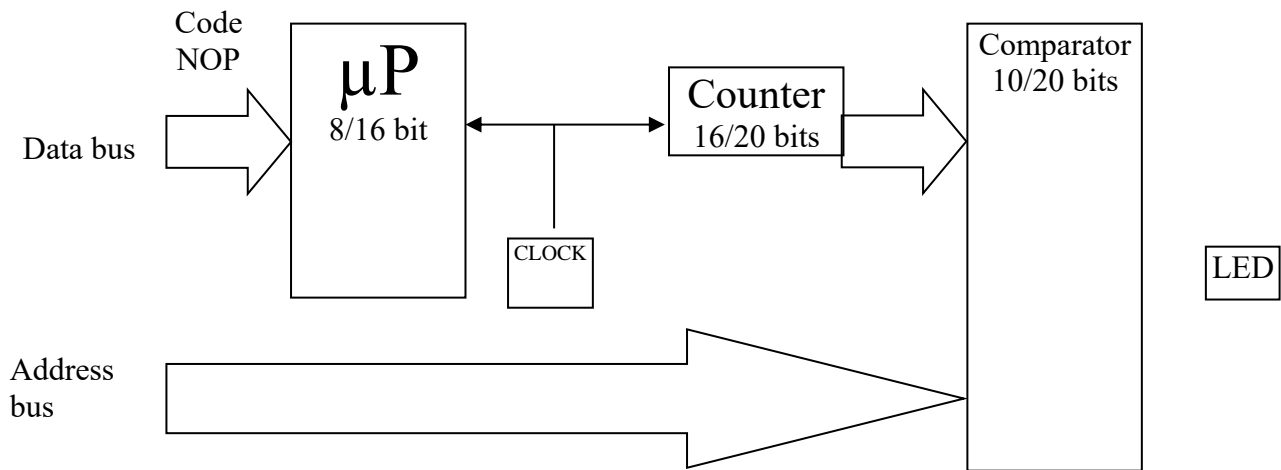 Code
NOP
Data bus
μP
8/16 bit
CLOCK
Counter
16/20 bits
Comparator
10/20 bits
LED
Address
bus